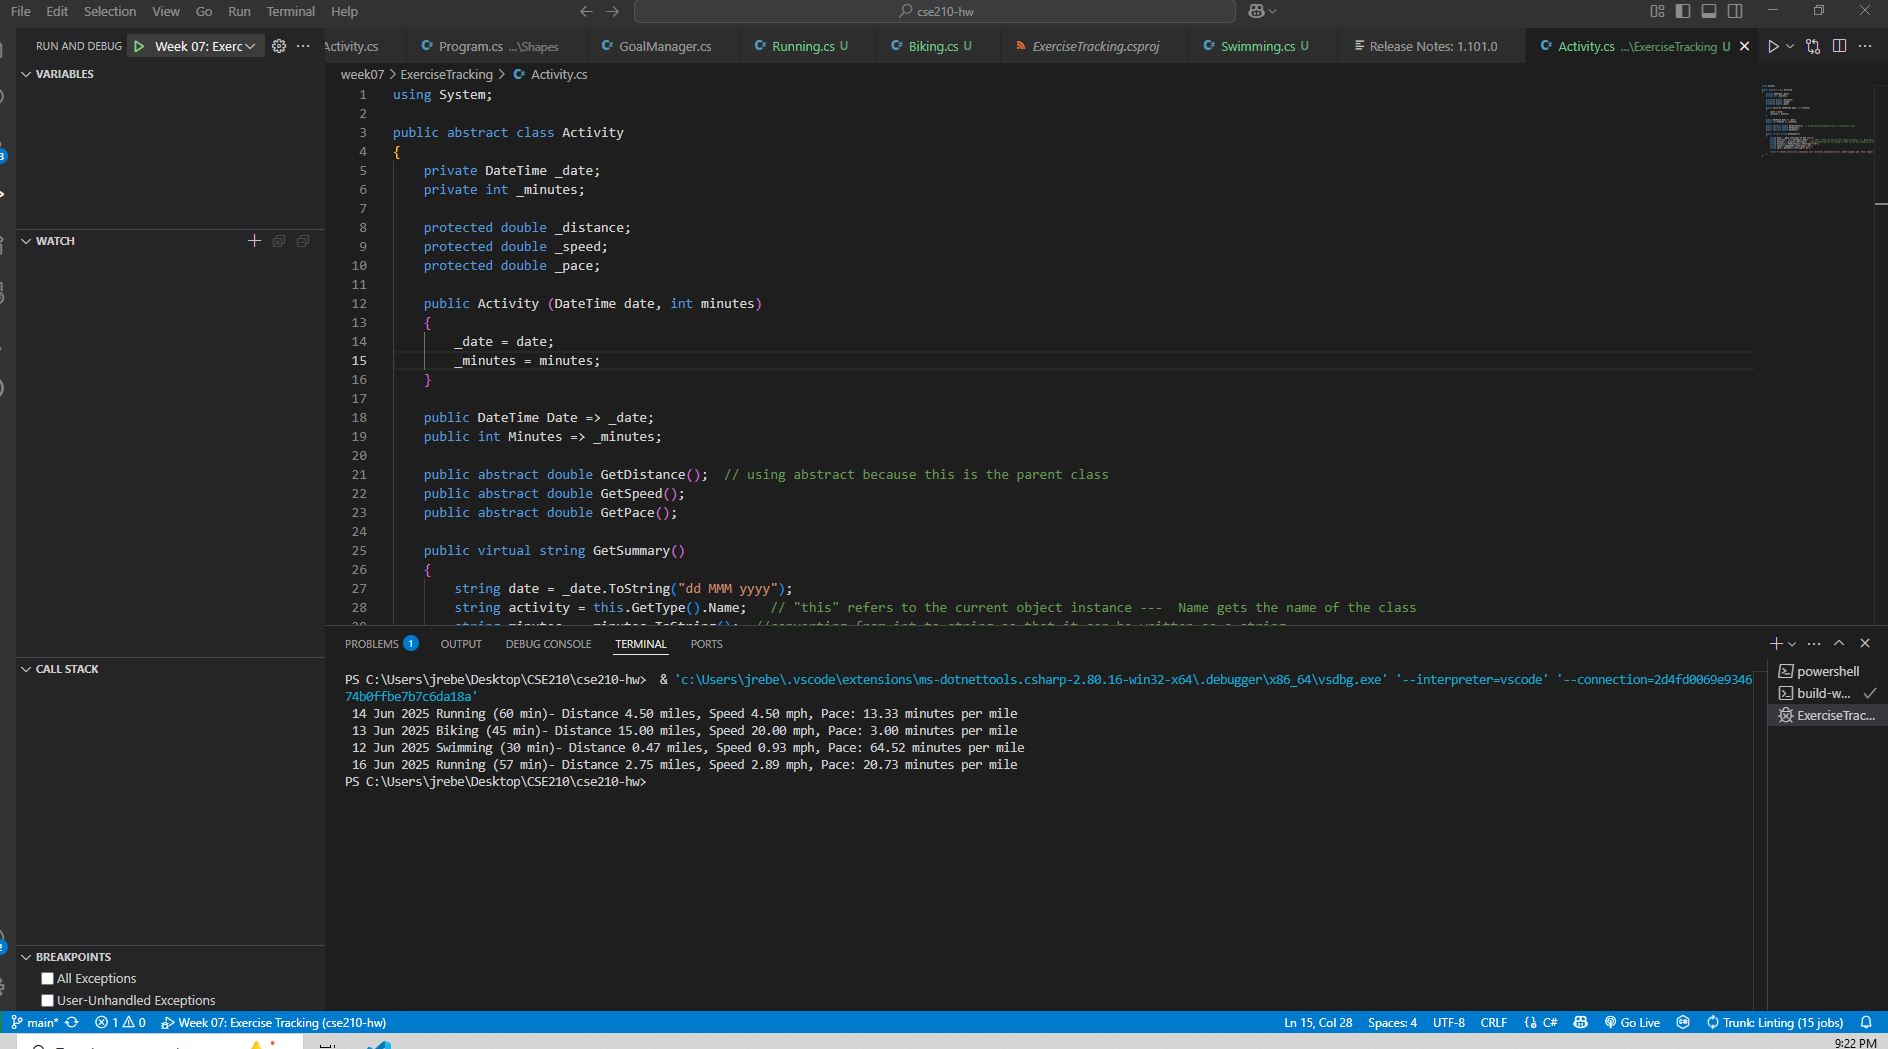 File Edit Selection View Go Run Terminal Help
cse210-hw
RUN AND DEBUG Week 07: Exerc
Activity.cs Program.cs ...\Shapes GoalManager.cs Running.cs U Biking.cs U ExerciseTracking.csproj Swimming.cs U Release Notes: 1.101.0 Activity.cs ...\ExerciseTracking U
VARIABLES
WATCH
CALL STACK
BREAKPOINTS
All Exceptions
User-Unhandled Exceptions
week07 > ExerciseTracking > Activity.cs
1 using System;
2
3 public abstract class Activity
4 {
5 private DateTime _date;
6 private int _minutes;
7
8 protected double _distance;
9 protected double _speed;
10 protected double _pace;
11
12 public Activity (DateTime date, int minutes)
13 {
14 _date = date;
15 _minutes = minutes;
16 }
17
18 public DateTime Date => _date;
19 public int Minutes => _minutes;
20
21 public abstract double GetDistance(); // using abstract because this is the parent class
22 public abstract double GetSpeed();
23 public abstract double GetPace();
24
25 public virtual string GetSummary()
26 {
27 string date = _date.ToString("dd MMM yyyy");
28 string activity = this.GetType().Name; // "this" refers to the current object instance --- Name gets the name of the class
PROBLEMS 1 OUTPUT DEBUG CONSOLE TERMINAL PORTS
PS C:\Users\jrebe\Desktop\CSE210\cse210-hw> & 'c:\Users\jrebe\.vscode\extensions\ms-dotnettools.csharp-2.80.16-win32-x64\.debugger\x86_64\vsdbg.exe' '--interpreter=vscode' '--connection=2d4fd0069e9346
74b0ffbe7b7c6da18a'
14 Jun 2025 Running (60 min)- Distance 4.50 miles, Speed 4.50 mph, Pace: 13.33 minutes per mile
13 Jun 2025 Biking (45 min)- Distance 15.00 miles, Speed 20.00 mph, Pace: 3.00 minutes per mile
12 Jun 2025 Swimming (30 min)- Distance 0.47 miles, Speed 0.93 mph, Pace: 64.52 minutes per mile
16 Jun 2025 Running (57 min)- Distance 2.75 miles, Speed 2.89 mph, Pace: 20.73 minutes per mile
PS C:\Users\jrebe\Desktop\CSE210\cse210-hw>
powershell
build-w...
ExerciseTrac...
main* 1 0 Week 07: Exercise Tracking (cse210-hw)
Ln 15, Col 28 Spaces: 4 UTF-8 CRLF C# Go Live Trunk: Linting (15 jobs)
9:22 PM